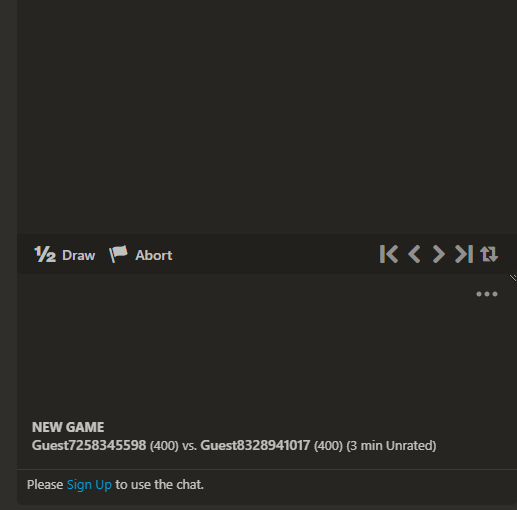 ½ Draw Abort
NEW GAME
Guest7258345598 (400) vs. Guest8328941017 (400) (3 min Unrated)
Please Sign Up to use the chat.